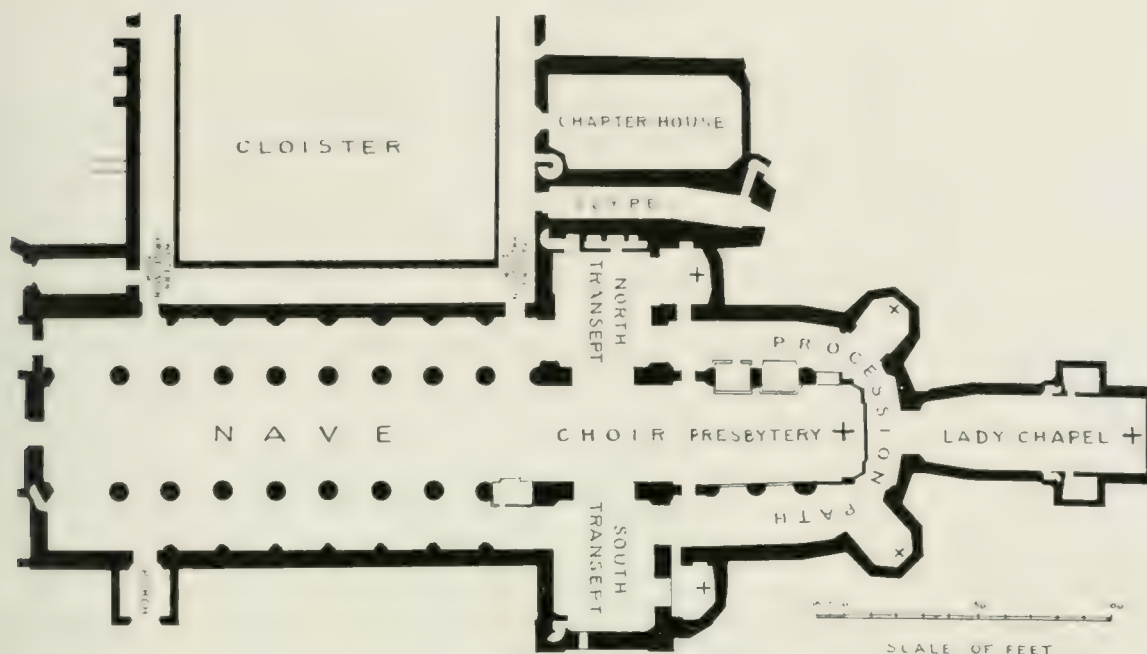 CLOISTER
CHAPTER HOUSE
NORTH
TRANSEPT
PROCESSION
PATH
NAVE
CHOIR
PRESBYTERY
LADY CHAPEL
SOUTH
TRANSEPT
SCALE OF FEET